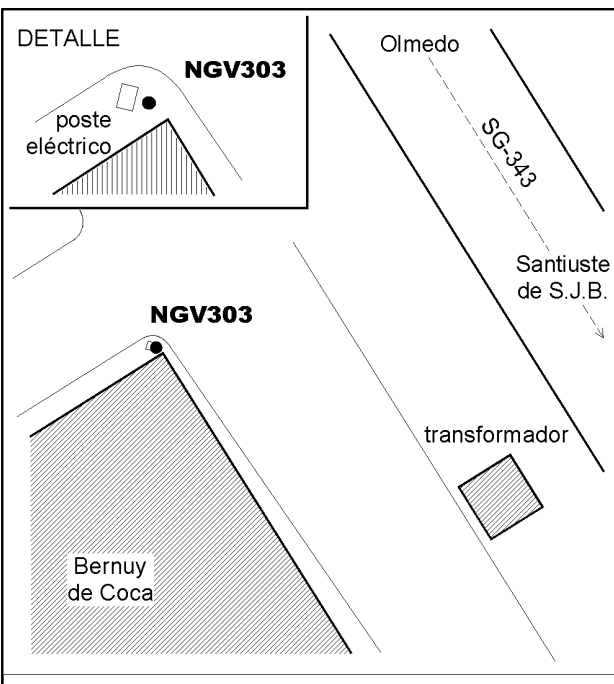 DETALLE
NGV303
poste
eléctrico
Olmedo
SG-343
Santiuste
de S.J.B.
NGV303
transformador
Bernuy
de Coca